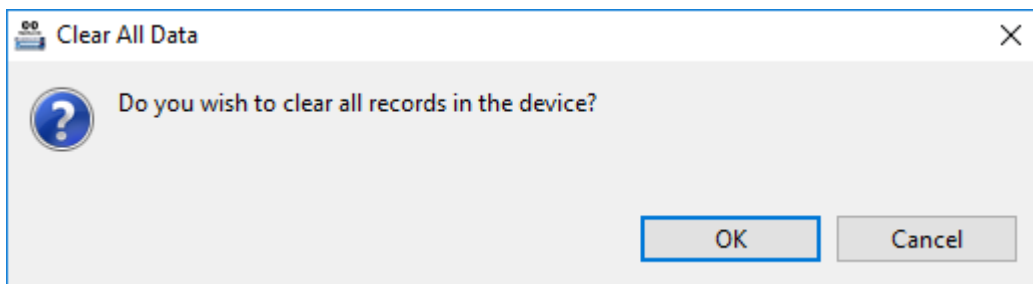 Clear All Data
Do you wish to clear all records in the device?
OK
Cancel